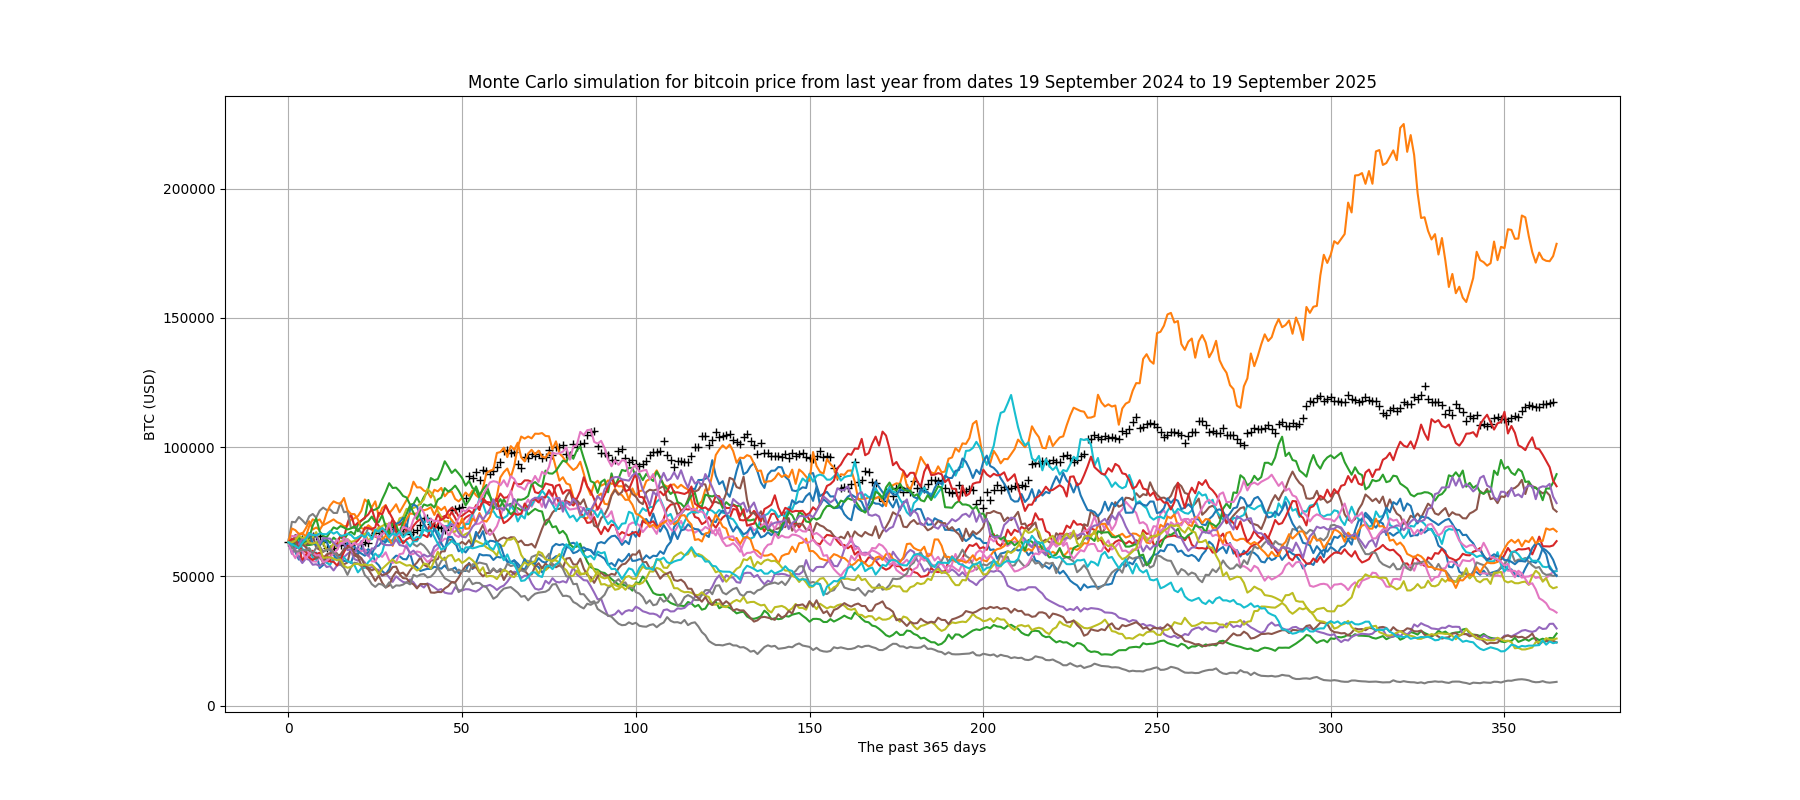 Monte Carlo simulation for bitcoin price from last year from dates 19 September 2024 to 19 September 2025
200000
150000
100000
50000
0
BTC (USD)
0 50 100 150 200 250 300 350
The past 365 days